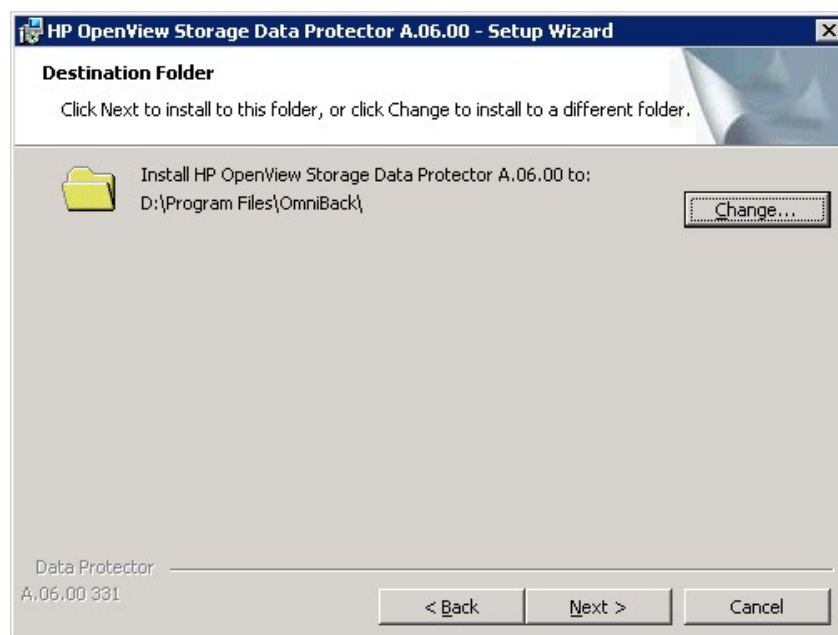 HP OpenView Storage Data Protector A.06.00 - Setup Wizard
Destination Folder
Click Next to install to this folder, or click Change to install to a different folder.
Install HP OpenView Storage Data Protector A.06.00 to:
D:\Program Files\OmniBack\
Change...
Data Protector
A.06.00 331
< Back
Next >
Cancel